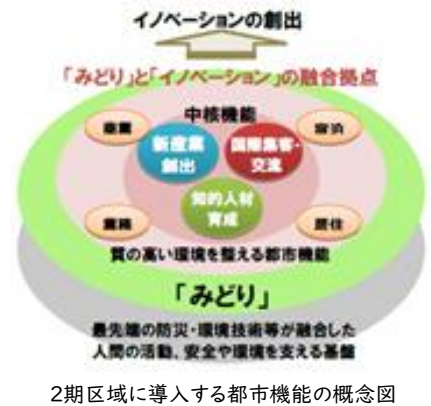 イノベーションの創出
「みどり」と「イノベーション」の融合拠点
中核機能
商業
宿泊
新産業
創出
国際集客・
交流
知的人材
育成
業務
居住
質の高い環境を整える都市機能
「みどり」
最先端の防災・環境技術等が融合した
人間の活動、安全や環境を支える基盤
2期区域に導入する都市機能の概念図